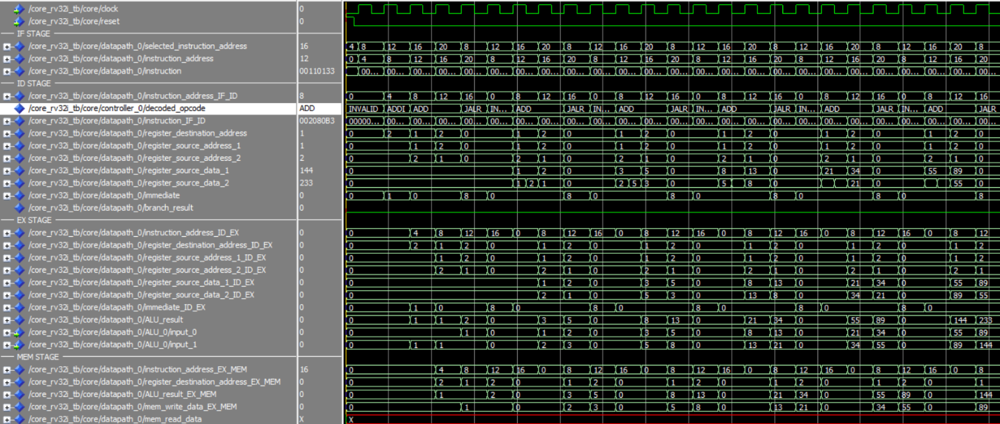 /core_rv32i_tb/core/clock 0
/core_rv32i_tb/core/reset 0
IF STAGE
/core_rv32i_tb/core/datapath_0/selected_instruction_address 16 4 8 12 16 20 8 12 16 20 8 12 16 20 8 12 16 20 8 12 16 20 8 12 16 20 8
/core_rv32i_tb/core/datapath_0/instruction_address 12 0 4 8 12 16 20 8 12 16 20 8 12 16 20 8 12 16 20 8 12 16 20 8 12 16 20
/core_rv32i_tb/core/datapath_0/instruction 00110133 00... 00... 00... 00... 00... 00... 00... 00... 00... 00... 00... 00... 00... 00... 00... 00... 00... 00... 00... 00... 00... 00... 00... 00... 00...
ID STAGE
/core_rv32i_tb/core/datapath_0/instruction_address_IF_ID 8 0 4 8 12 16 0 8 12 16 0 8 12 16 0 8 12 16 0 8 12 16 0 8 12 16
/core_rv32i_tb/core/controller_0/decoded_opcode ADD INVALID ADDI ADD JALR IN... ADD JALR IN... ADD JALR IN... ADD JALR IN... ADD JALR IN... ADD JALR
/core_rv32i_tb/core/datapath_0/instruction_IF_ID 002080B3 00000... 00... 00... 00... 00... 00... 00... 00... 00... 00... 00... 00... 00... 00... 00... 00... 00... 00... 00... 00... 00... 00... 00... 00... 00...
/core_rv32i_tb/core/datapath_0/register_destination_address 1 0 2 1 2 0 1 2 0 1 2 0 1 2 0 1 2 0 1 2 0
/core_rv32i_tb/core/datapath_0/register_source_address_1 1 0 1 2 0 1 2 0 1 2 0 1 2 0 1 2 0 1 2 0
/core_rv32i_tb/core/datapath_0/register_source_address_2 2 0 2 1 0 2 1 0 2 1 0 2 1 0 2 1 0 2 1 0
/core_rv32i_tb/core/datapath_0/register_source_data_1 144 0 1 2 0 3 5 0 8 13 0 21 34 0 55 89 0
/core_rv32i_tb/core/datapath_0/register_source_data_2 233 0 1 2 1 0 2 5 3 0 5 8 0 21 0 55 0
/core_rv32i_tb/core/datapath_0/immediate 0 0 1 0 8 0 8 0 8 0 8 0 8 0 8
/core_rv32i_tb/core/datapath_0/branch_result 0
EX STAGE
/core_rv32i_tb/core/datapath_0/instruction_address_ID_EX 0 0 4 8 12 16 0 8 12 16 0 8 12 16 0 8 12 16 0 8 12 16 0 8 12
/core_rv32i_tb/core/datapath_0/register_destination_address_ID_EX 0 0 2 1 2 0 1 2 0 1 2 0 1 2 0 1 2 0 1 2
/core_rv32i_tb/core/datapath_0/register_source_address_1_ID_EX 0 0 1 2 0 1 2 0 1 2 0 1 2 0 1 2 0 1 2
/core_rv32i_tb/core/datapath_0/register_source_address_2_ID_EX 0 0 2 1 0 2 1 0 2 1 0 2 1 0 2 1 0 2 1
/core_rv32i_tb/core/datapath_0/register_source_data_1_ID_EX 0 0 1 2 0 3 5 0 8 13 0 21 34 0 55 89
/core_rv32i_tb/core/datapath_0/register_source_data_2_ID_EX 0 0 2 1 0 5 3 0 13 8 0 34 21 0 89 55
/core_rv32i_tb/core/datapath_0/immediate_ID_EX 0 0 1 0 8 0 8 0 8 0 8 0 8 0
/core_rv32i_tb/core/datapath_0/ALU_result 0 0 1 1 2 0 3 5 0 8 13 0 21 34 0 55 89 0 144 233
/core_rv32i_tb/core/datapath_0/ALU_0/input_0 0 0 1 0 1 2 0 3 5 0 8 13 0 21 34 0 55 89
/core_rv32i_tb/core/datapath_0/ALU_0/input_1 0 0 1 1 0 2 3 0 5 8 0 13 21 0 34 55 0 89 144
MEM STAGE
/core_rv32i_tb/core/datapath_0/instruction_address_EX_MEM 16 0 4 8 12 16 0 8 12 16 0 8 12 16 0 8 12 16 0 8 12 16 0 8
/core_rv32i_tb/core/datapath_0/register_destination_address_EX_MEM 0 0 2 1 2 0 1 2 0 1 2 0 1 2 0 1 2 0 1
/core_rv32i_tb/core/datapath_0/ALU_result_EX_MEM 0 0 1 2 0 3 5 0 8 13 0 21 34 0 55 89 0 144
/core_rv32i_tb/core/datapath_0/mem_write_data_EX_MEM 0 0 1 0 2 3 0 5 8 0 13 21 0 34 55 0 89
/core_rv32i_tb/core/datapath_0/mem_read_data X X